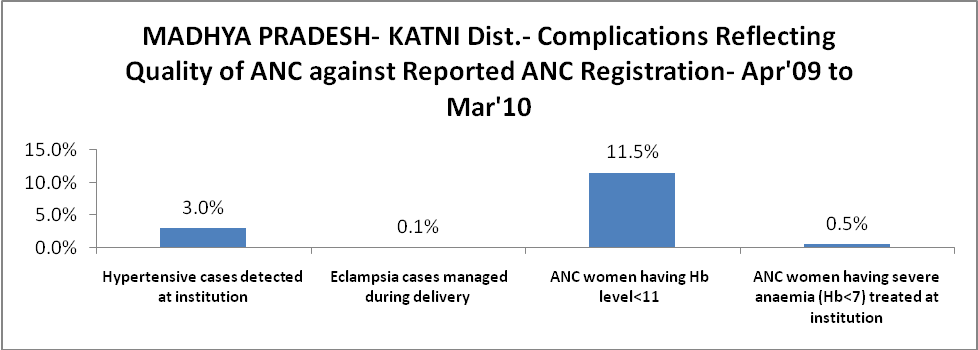 MADHYA PRADESH- KATNI Dist.- Complications Reflecting
Quality of ANC against Reported ANC Registration- Apr'09 to
Mar'10
15.0%
10.0%
5.0%
0.0%
3.0%
0.1%
11.5%
0.5%
Hypertensive cases detected
at institution
Eclampsia cases managed
during delivery
ANC women having Hb
level<11
ANC women having severe
anaemia (Hb<7) treated at
institution